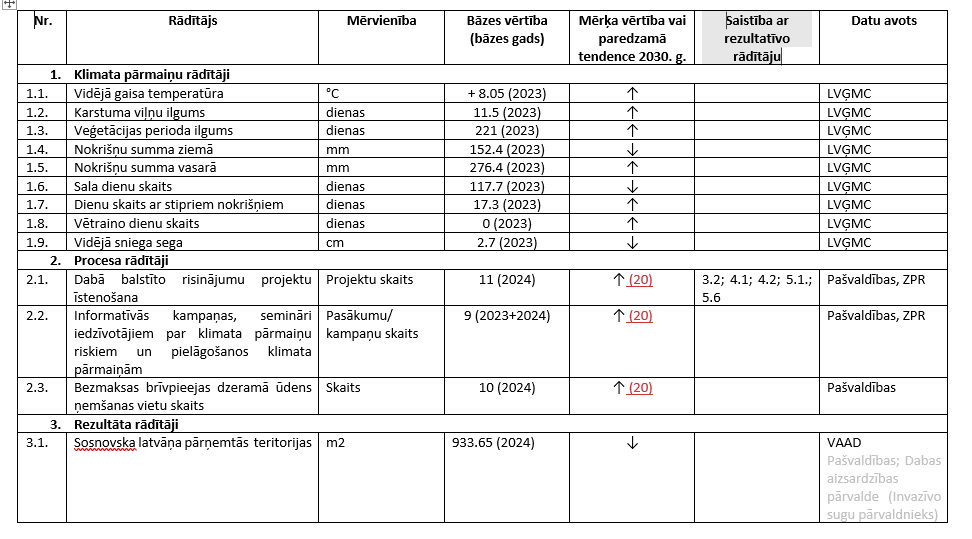 Nr. Rādītājs Mērvienība Bāzes vērtība (bāzes gads) Mērķa vērtība vai paredzamā tendence 2030. g. Saistība ar rezultatīvo rādītāju Datu avots
1. Klimata pārmaiņu rādītāji
1.1. Vidējā gaisa temperatūra °C + 8.05 (2023) ↑ LVĢMC
1.2. Karstuma viļņu ilgums dienas 11.5 (2023) ↑ LVĢMC
1.3. Veģetācijas perioda ilgums dienas 221 (2023) ↑ LVĢMC
1.4. Nokrišņu summa ziemā mm 152.4 (2023) ↓ LVĢMC
1.5. Nokrišņu summa vasarā mm 276.4 (2023) ↑ LVĢMC
1.6. Sala dienu skaits dienas 117.7 (2023) ↓ LVĢMC
1.7. Dienu skaits ar stipriem nokrišņiem dienas 17.3 (2023) ↑ LVĢMC
1.8. Vētraino dienu skaits dienas 0 (2023) ↑ LVĢMC
1.9. Vidējā sniega sega cm 2.7 (2023) ↓ LVĢMC
2. Procesa rādītāji
2.1. Dabā balstīto risinājumu projektu Projektu skaits 11 (2024) ↑ (20) 3.2; 4.1; 4.2; 5.1.; Pašvaldības, ZPR
īstenošana 5.6
2.2. Informatīvās kampaņas, semināri Pasākumu/ 9 (2023+2024) ↑ (20) Pašvaldības, ZPR
iedzīvotājiem par klimata pārmaiņu kampaņu skaits
riskiem un pielāgošanos klimata
pārmaiņām
2.3. Bezmaksas brīvpieejas dzeramā ūdens Skaits 10 (2024) ↑ (20) Pašvaldības
ņemšanas vietu skaits
3. Rezultāta rādītāji
3.1. Sosnovska latvāņa pārņemtās teritorijas m2 933.65 (2024) ↓ VAAD
Pašvaldības; Dabas
aizsardzības
pārvalde (Invazīvo
sugu pārvaldnieks)